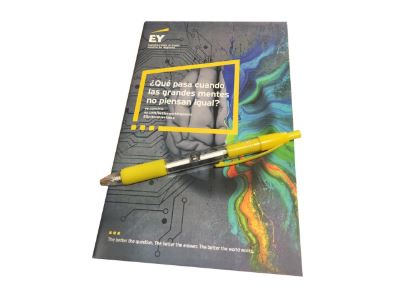 EY
¿Qué pasa cuando
las grandes mentes
no piensan igual?
The better the question. The better the answer. The better the world works.